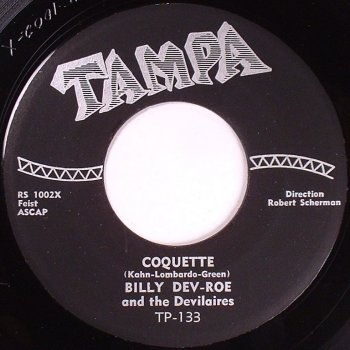 TAMPA
RS 1002X
Feist
ASCAP
Direction
Robert Scherman
COQUETTE
(Kahn-Lombardo-Green)
BILLY DEV-ROE
and the Devilaires
TP-133